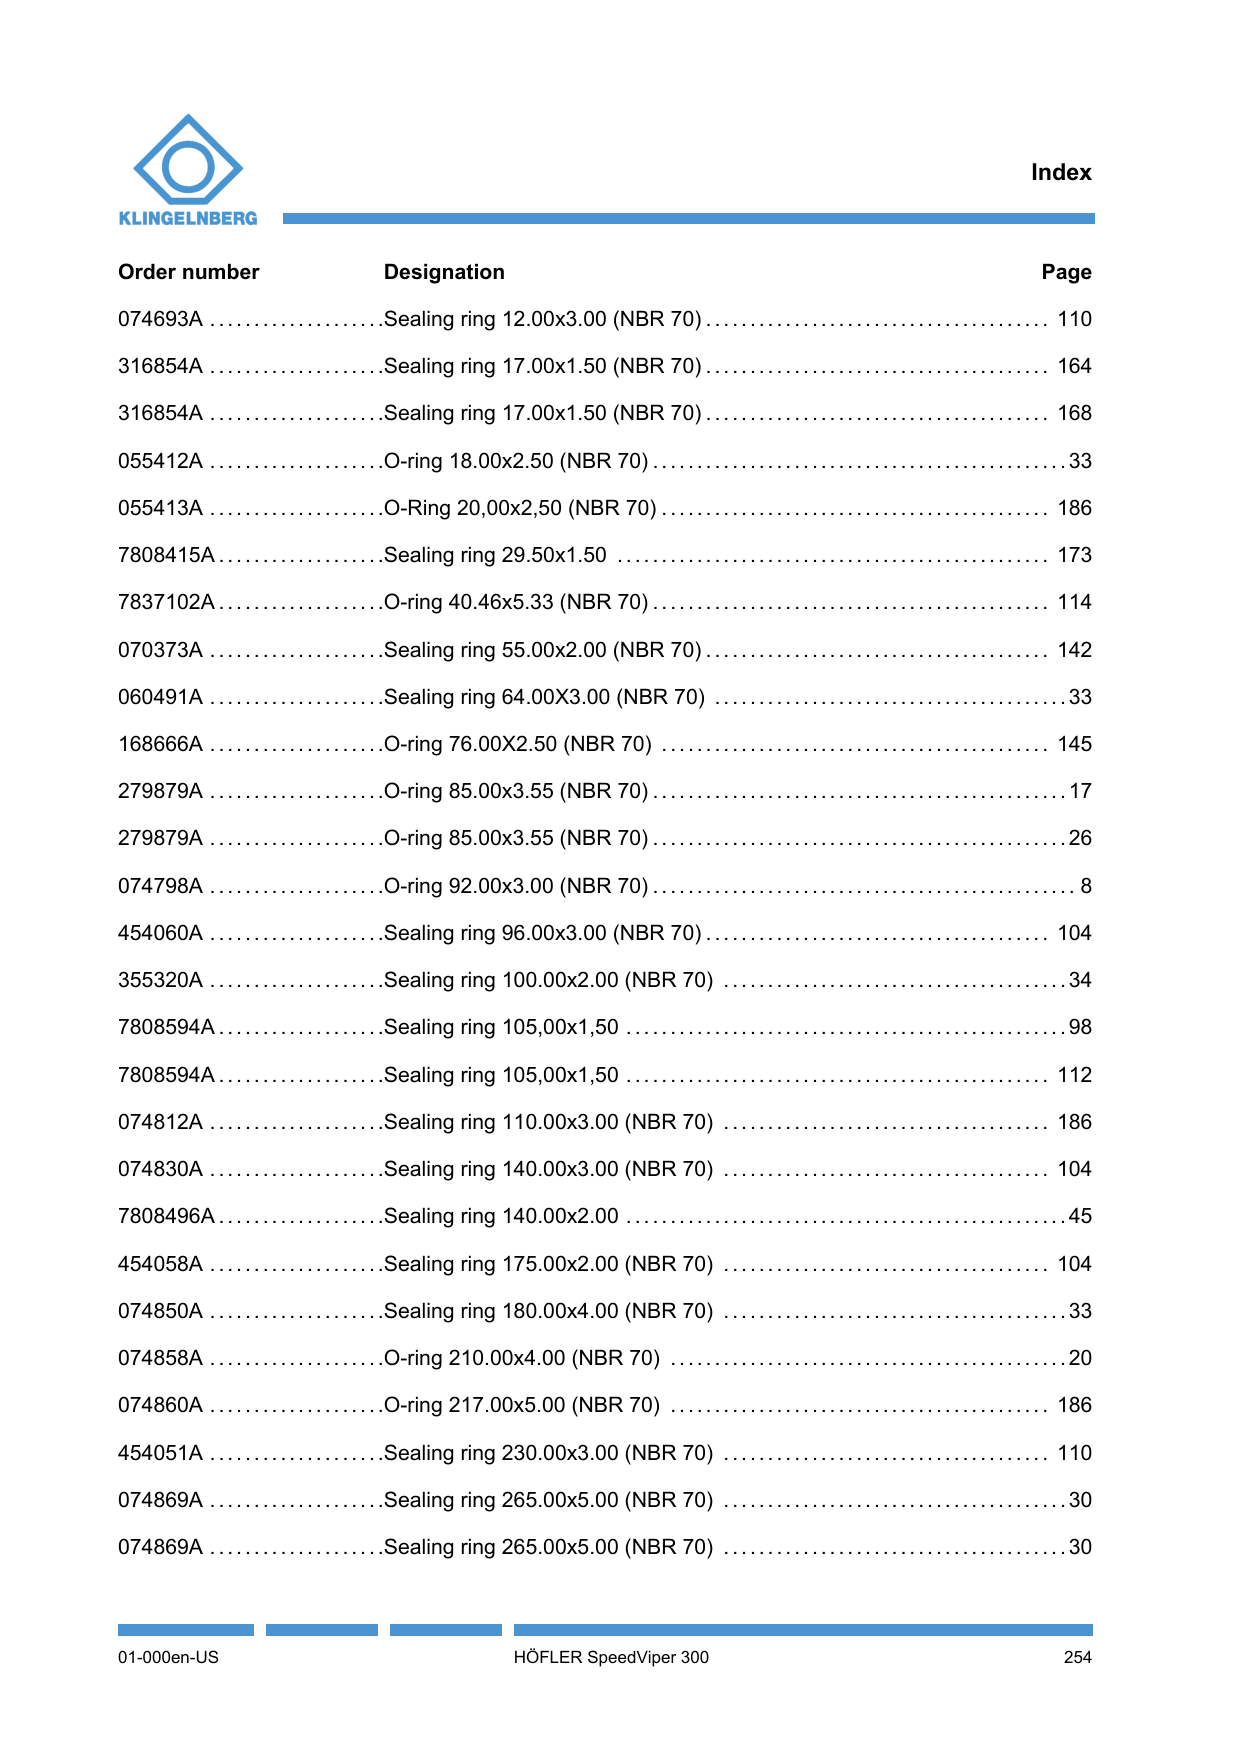 Index
KLINGELNBERG
Order number Designation Page
074693A ....................Sealing ring 12.00x3.00 (NBR 70)....................................... 110
316854A ....................Sealing ring 17.00x1.50 (NBR 70)....................................... 164
316854A ....................Sealing ring 17.00x1.50 (NBR 70)....................................... 168
055412A ....................O-ring 18.00x2.50 (NBR 70)...............................................33
055413A ....................O-Ring 20,00x2,50 (NBR 70)............................................ 186
7808415A...................Sealing ring 29.50x1.50 ................................................. 173
7837102A...................O-ring 40.46x5.33 (NBR 70)............................................. 114
070373A ....................Sealing ring 55.00x2.00 (NBR 70)....................................... 142
060491A ....................Sealing ring 64.00X3.00 (NBR 70) ........................................33
168666A ....................O-ring 76.00X2.50 (NBR 70) ............................................ 145
279879A ....................O-ring 85.00x3.55 (NBR 70)...............................................17
279879A ....................O-ring 85.00x3.55 (NBR 70)...............................................26
074798A ....................O-ring 92.00x3.00 (NBR 70)................................................ 8
454060A ....................Sealing ring 96.00x3.00 (NBR 70)....................................... 104
355320A ....................Sealing ring 100.00x2.00 (NBR 70) .......................................34
7808594A...................Sealing ring 105,00x1,50 ..................................................98
7808594A...................Sealing ring 105,00x1,50 ................................................ 112
074812A ....................Sealing ring 110.00x3.00 (NBR 70) ..................................... 186
074830A ....................Sealing ring 140.00x3.00 (NBR 70) ..................................... 104
7808496A...................Sealing ring 140.00x2.00 ..................................................45
454058A ....................Sealing ring 175.00x2.00 (NBR 70) ..................................... 104
074850A ....................Sealing ring 180.00x4.00 (NBR 70) .......................................33
074858A ....................O-ring 210.00x4.00 (NBR 70) .............................................20
074860A ....................O-ring 217.00x5.00 (NBR 70) ........................................... 186
454051A ....................Sealing ring 230.00x3.00 (NBR 70) ..................................... 110
074869A ....................Sealing ring 265.00x5.00 (NBR 70) .......................................30
074869A ....................Sealing ring 265.00x5.00 (NBR 70) .......................................30
01-000en-US HÖFLER SpeedViper 300 254